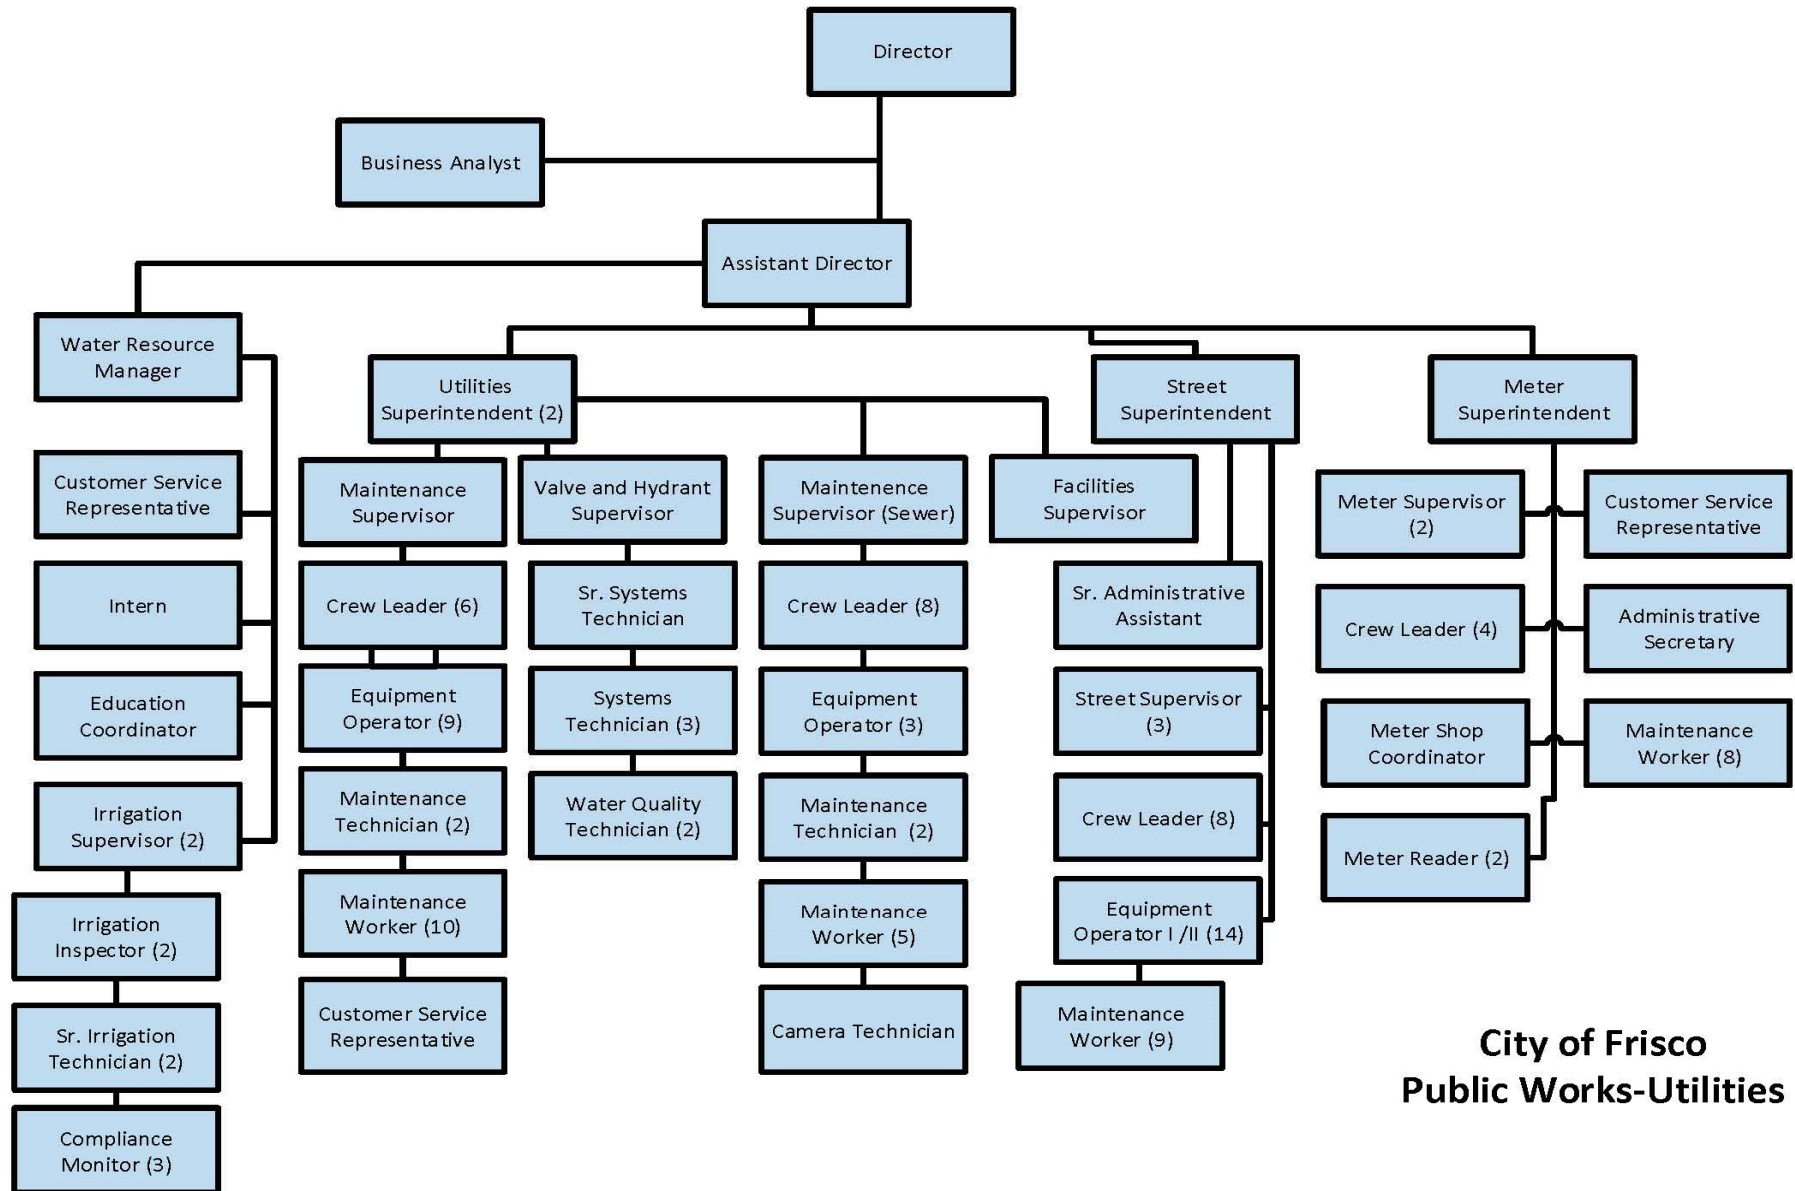 Director
Business Analyst
Assistant Director
Water Resource
Manager
Utilities
Superintendent (2)
Street
Superintendent
Meter
Superintendent
Customer Service
Representative
Intern
Education
Coordinator
Irrigation
Supervisor (2)
Irrigation
Inspector (2)
Sr. Irrigation
Technician (2)
Compliance
Monitor (3)
Maintenance
Supervisor
Crew Leader (6)
Equipment
Operator (9)
Maintenance
Technician (2)
Maintenance
Worker (10)
Customer Service
Representative
Valve and Hydrant
Supervisor
Sr. Systems
Technician
Systems
Technician (3)
Water Quality
Technician (2)
Maintenence
Supervisor (Sewer)
Crew Leader (8)
Equipment
Operator (3)
Maintenance
Technician (2)
Maintenance
Worker (5)
Camera Technician
Facilities
Supervisor
Sr. Administrative
Assistant
Street Supervisor
(3)
Crew Leader (8)
Equipment
Operator I /II (14)
Maintenance
Worker (9)
Meter Supervisor
(2)
Customer Service
Representative
Crew Leader (4)
Administrative
Secretary
Meter Shop
Coordinator
Maintenance
Worker (8)
Meter Reader (2)
City of Frisco
Public Works-Utilities